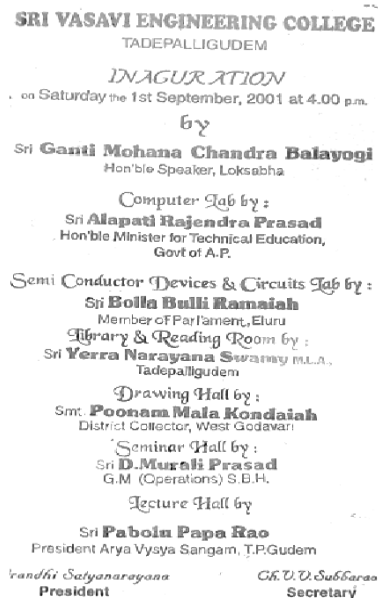 SRI VASAVI ENGINEERING COLLEGE
TADEPALLIGUDEM
INAGURATION
on Saturday the 1st September, 2001 at 4.00 p.m.
by
Sri Ganti Mohana Chandra Balayogi
Hon'ble Speaker, Loksabha
Computer Lab by :
Sri Alapati Rajendra Prasad
Hon'ble Minister for Technical Education,
Govt of A.P.
Semi Conductor Devices & Circuits Lab by :
Sri Bolla Bulli Ramaiah
Member of Parliament, Eluru
Library & Reading Room by :
Sri Yerra Narayana Swamy M.L.A.,
Tadepalligudem
Drawing Hall by :
Smt. Poonam Mala Kondaiah
District Collector, West Godavari
Seminar Hall by :
Sri D.Murali Prasad
G.M (Operations) S.B.H.
Lecture Hall by
Sri Pabolu Papa Rao
President Arya Vysya Sangam, T.P.Gudem
Satyanarayana Ch.V.V.Subbarao
President Secretary